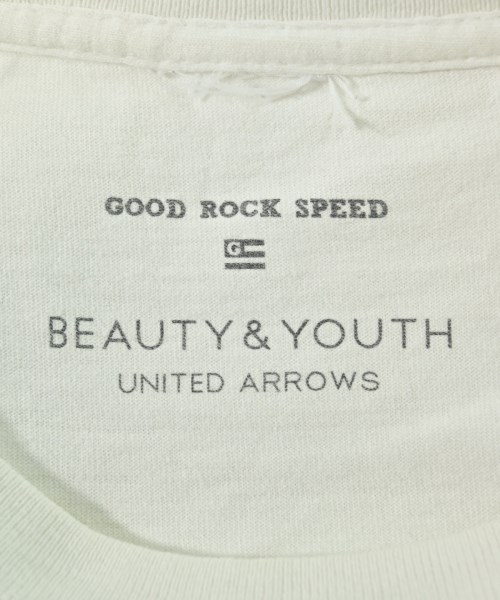 GOOD ROCK SPEED
G
BEAUTY & YOUTH
UNITED ARROWS